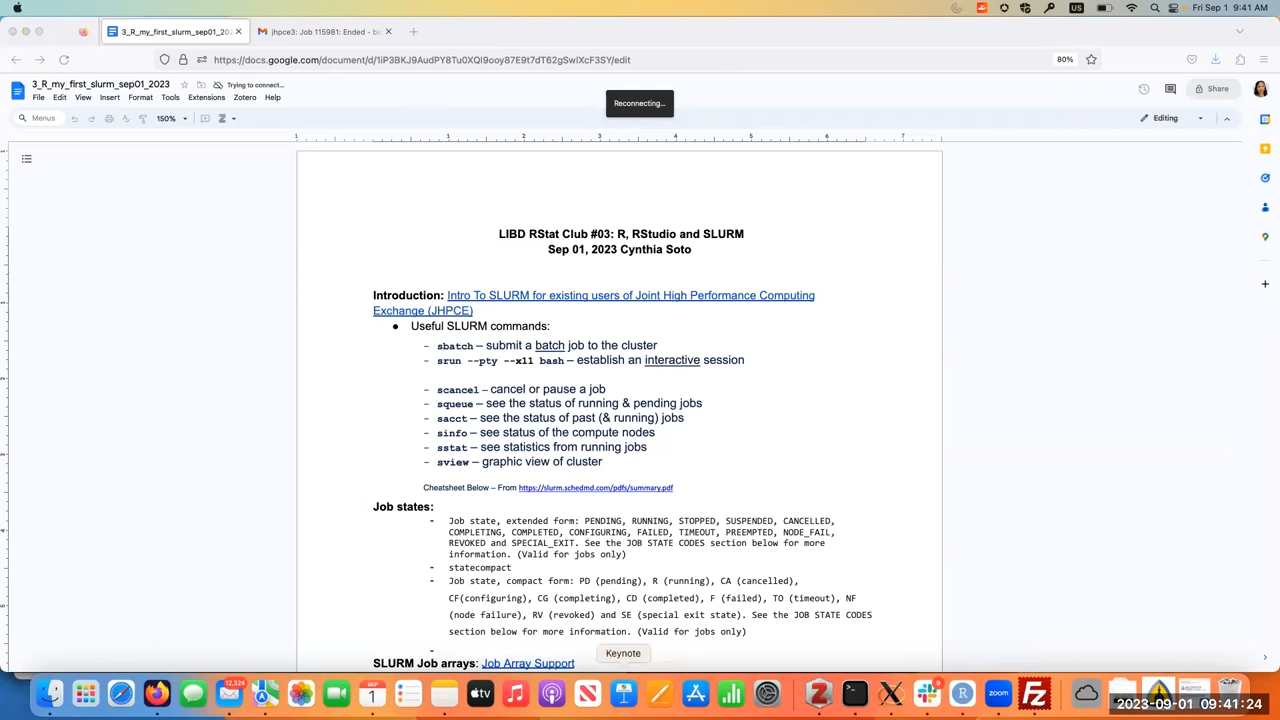 Fri Sep 1 9:41 AM
3_R_my_first_slurm_sep01_202
jhpce3: Job 115981: Ended - bi
https://docs.google.com/document/d/1iP3BKJ9AudPY8Tu0XQI9ooy87E9t7dT62gSwlXcF3SY/edit
80%
3_R_my_first_slurm_sep01_2023
Trying to connect…
File Edit View Insert Format Tools Extensions Zotero Help
Share
Reconnecting...
Menus
150%
Editing
LIBD RStat Club #03: R, RStudio and SLURM
Sep 01, 2023 Cynthia Soto
Introduction: Intro To SLURM for existing users of Joint High Performance Computing
Exchange (JHPCE)
● Useful SLURM commands:
– sbatch – submit a batch job to the cluster
– srun --pty --x11 bash – establish an interactive session
– scancel – cancel or pause a job
– squeue – see the status of running & pending jobs
– sacct – see the status of past (& running) jobs
– sinfo – see status of the compute nodes
– sstat – see statistics from running jobs
– sview – graphic view of cluster
Cheatsheet Below – From https://slurm.schedmd.com/pdfs/summary.pdf
Job states:
- Job state, extended form: PENDING, RUNNING, STOPPED, SUSPENDED, CANCELLED,
COMPLETING, COMPLETED, CONFIGURING, FAILED, TIMEOUT, PREEMPTED, NODE_FAIL,
REVOKED and SPECIAL_EXIT. See the JOB STATE CODES section below for more
information. (Valid for jobs only)
- statecompact
- Job state, compact form: PD (pending), R (running), CA (cancelled),
CF(configuring), CG (completing), CD (completed), F (failed), TO (timeout), NF
(node failure), RV (revoked) and SE (special exit state). See the JOB STATE CODES
section below for more information. (Valid for jobs only)
-
SLURM Job arrays: Job Array Support
Keynote
12,324
SEP
1
tv
zoom
9
2023-09-01 09:41:24